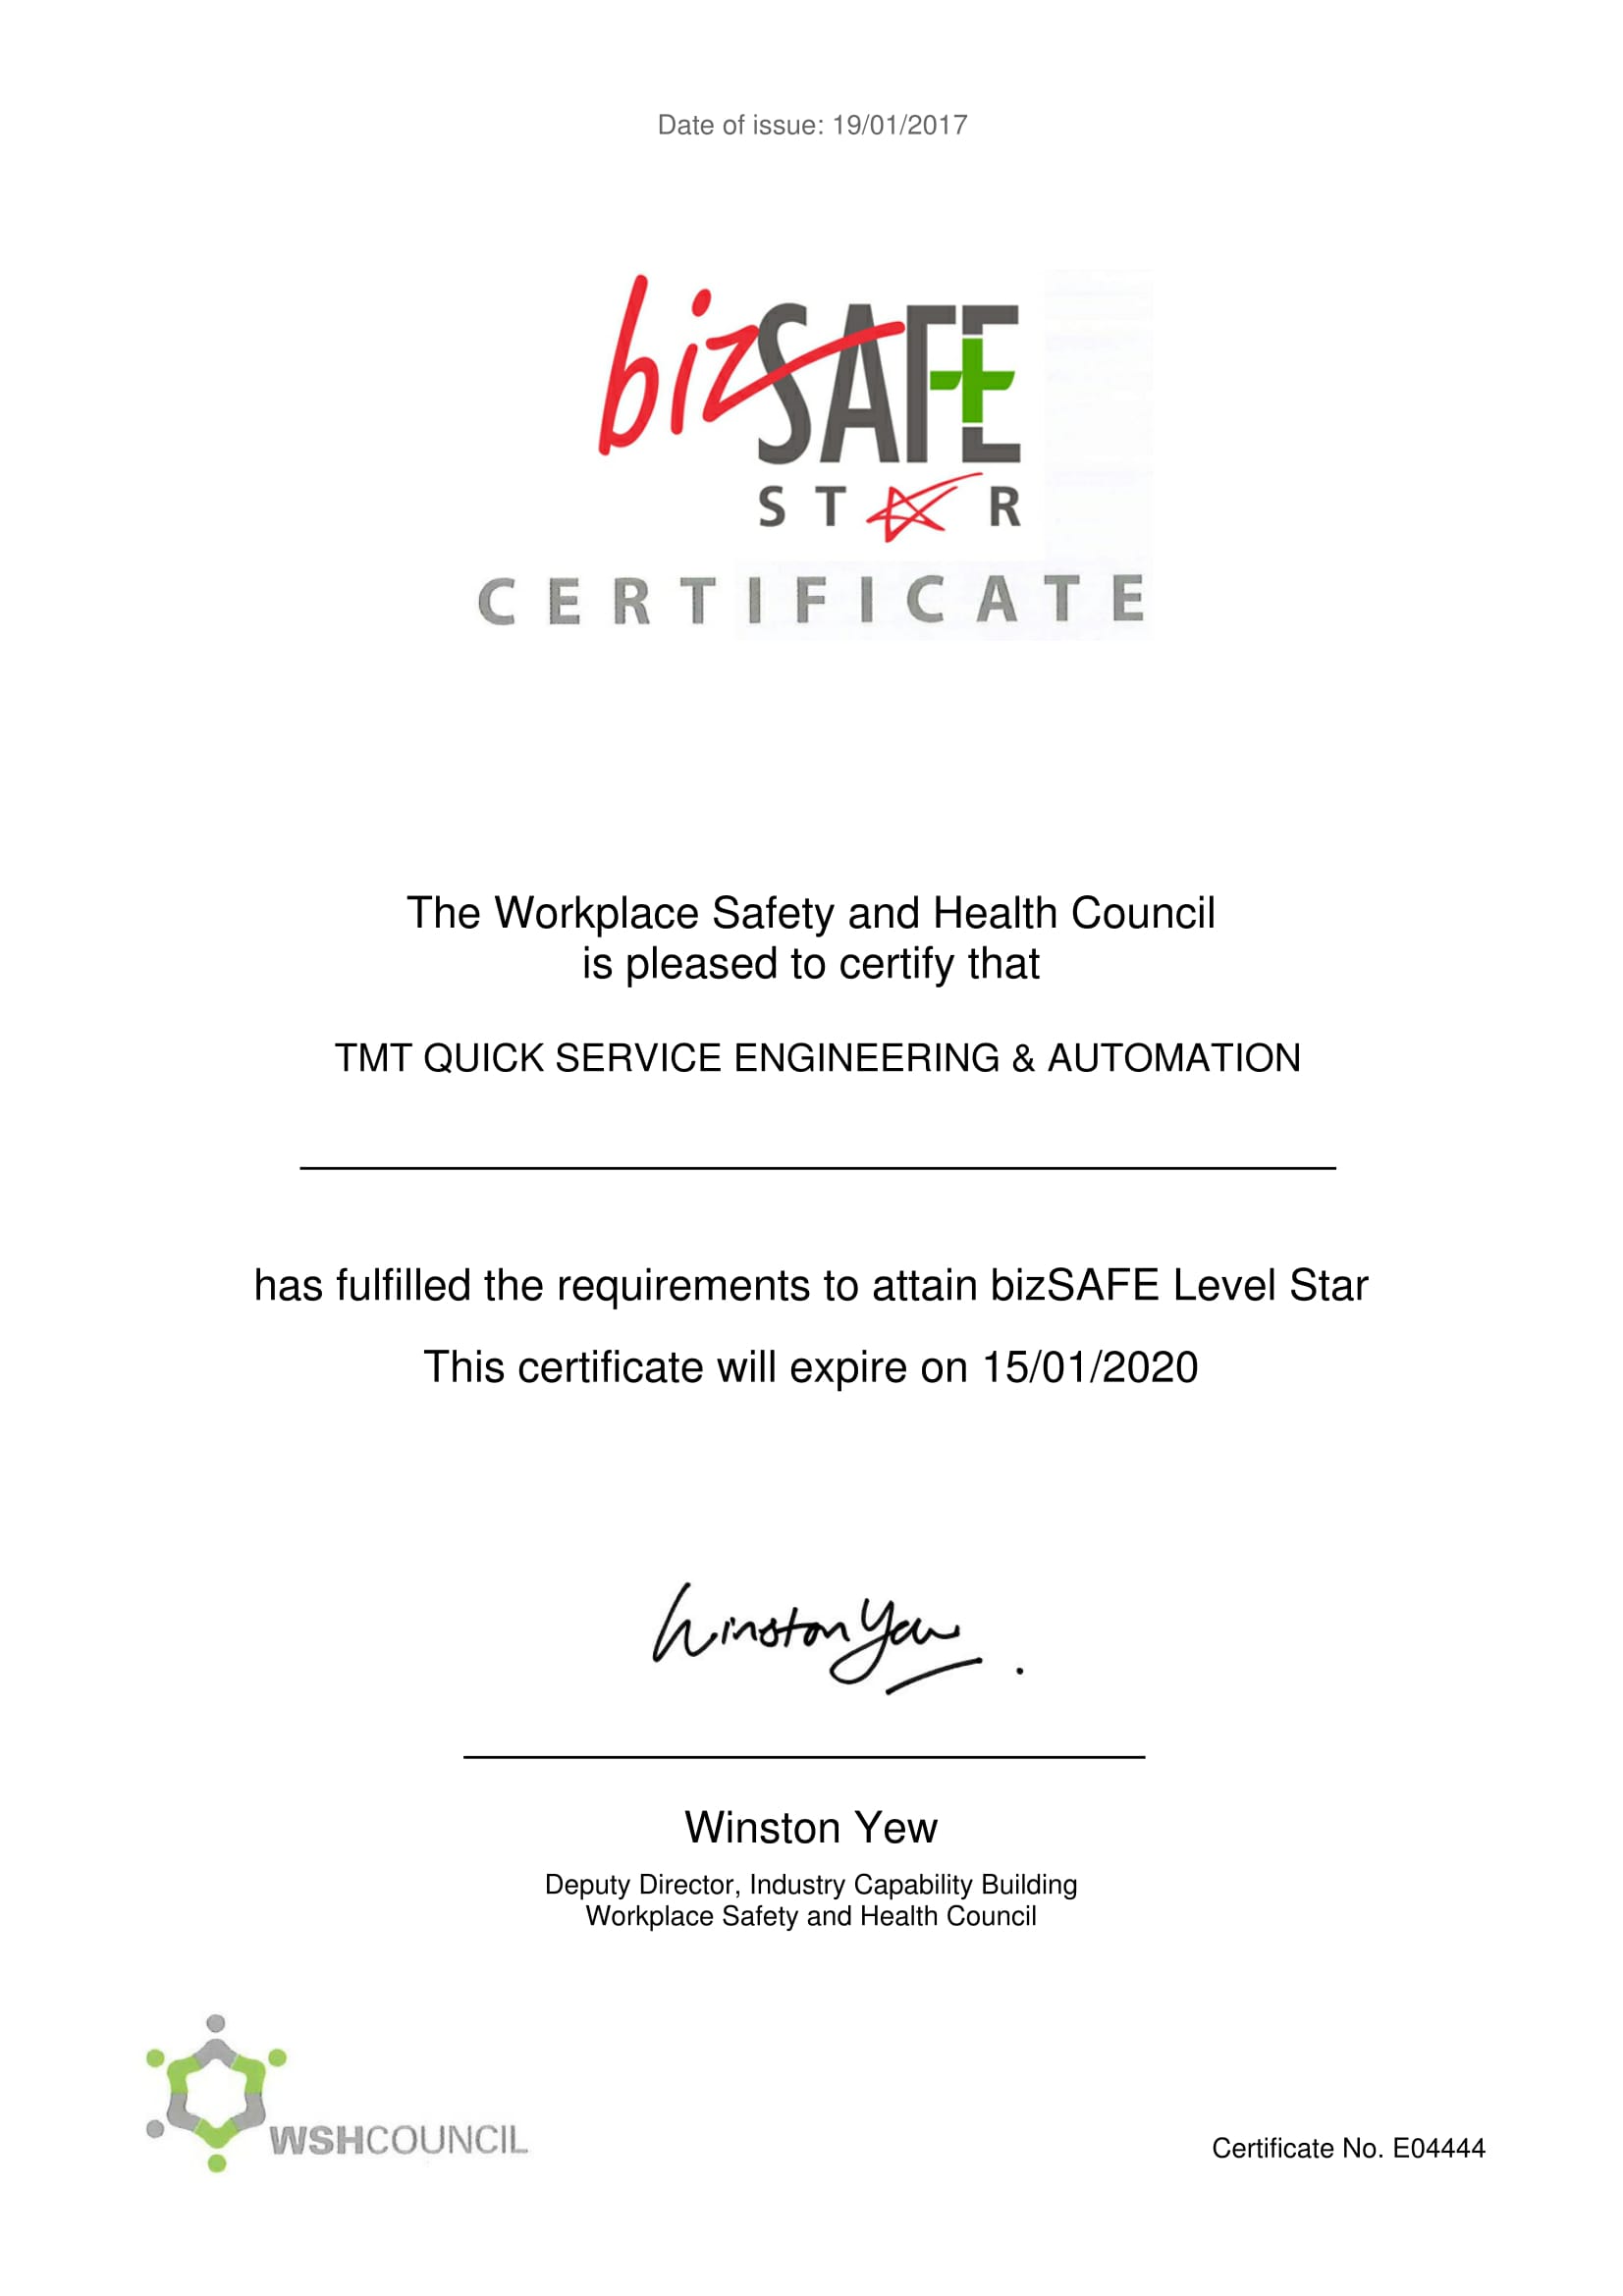 Date of issue: 19/01/2017
bizSAFE
STAR
CERTIFICATE
The Workplace Safety and Health Council
is pleased to certify that
TMT QUICK SERVICE ENGINEERING & AUTOMATION
has fulfilled the requirements to attain bizSAFE Level Star
This certificate will expire on 15/01/2020
Winston Yew
Winston Yew
Deputy Director, Industry Capability Building
Workplace Safety and Health Council
WSHCOUNCIL
Certificate No. E04444